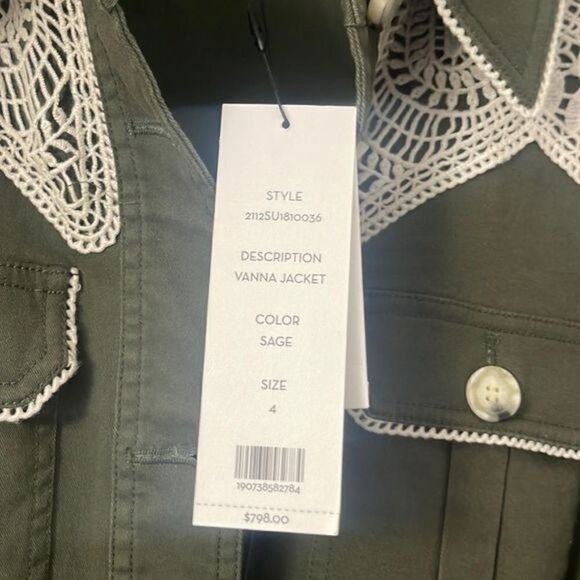 STYLE
2112SU1810036
DESCRIPTION
VANNA JACKET
COLOR
SAGE
SIZE
4
190738582784
$798.00